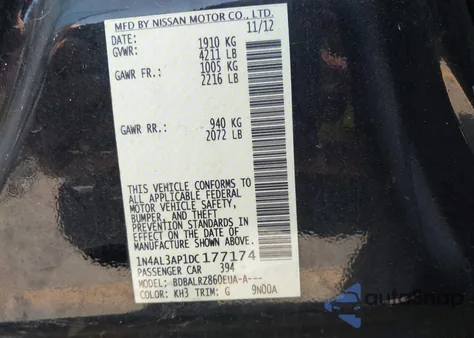 MFD BY NISSAN MOTOR CO., LTD.
DATE: 11/12
GVWR: 1910 KG
4211 LB
GAWR FR.: 1005 KG
2216 LB
GAWR RR.: 940 KG
2072 LB
THIS VEHICLE CONFORMS TO
ALL APPLICABLE FEDERAL
MOTOR VEHICLE SAFETY,
BUMPER, AND THEFT
PREVENTION STANDARDS IN
EFFECT ON THE DATE OF
MANUFACTURE SHOWN ABOVE.
1N4AL3AP1DC177174
PASSENGER CAR 394
MODEL: BDBALRZ860EUA-A---
COLOR: KH3 TRIM: G 9N00A
autoSnap